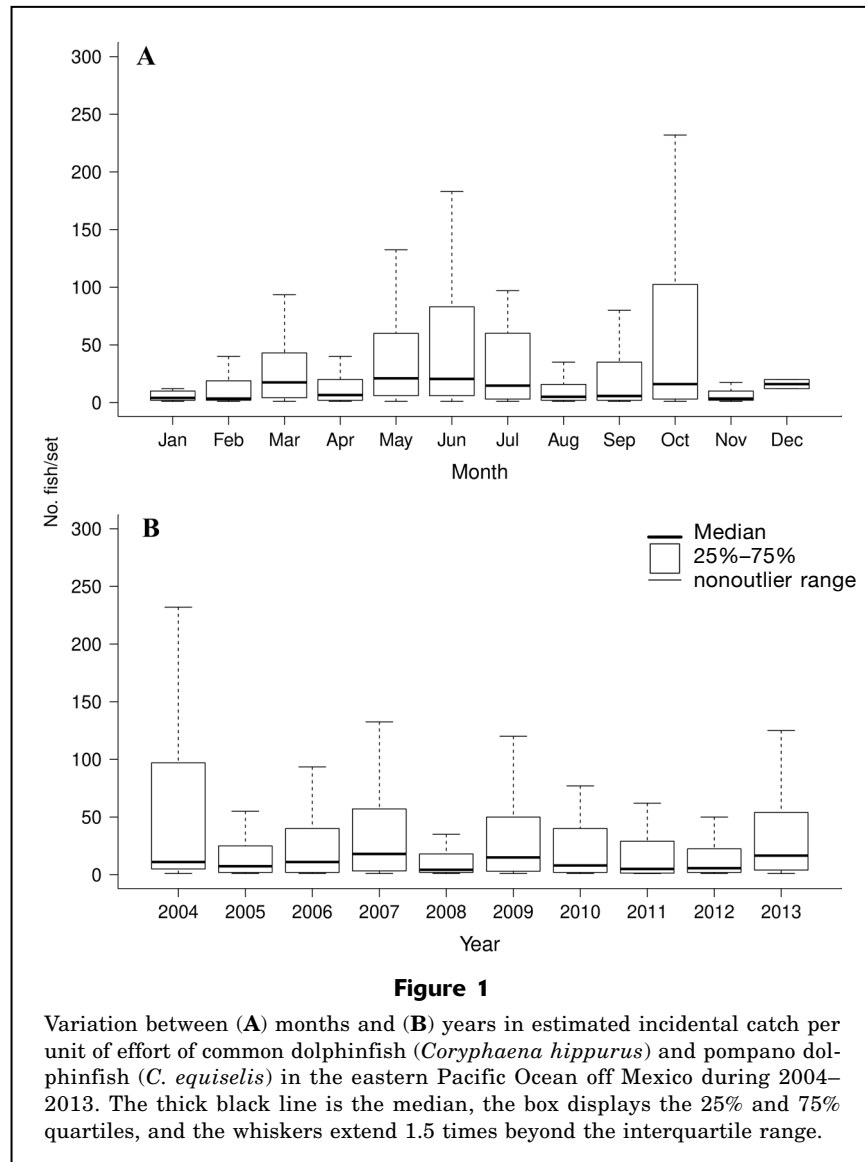 A
300
250
200
150
100
50
0
Jan Feb Mar Apr May Jun Jul Aug Sep Oct Nov Dec
Month
No. fish/set
B
300
250
200
150
100
50
0
Median
25%–75%
nonoutlier range
2004 2005 2006 2007 2008 2009 2010 2011 2012 2013
Year
Figure 1
Variation between (A) months and (B) years in estimated incidental catch per
unit of effort of common dolphinfish (Coryphaena hippurus) and pompano dol-
phinfish (C. equiselis) in the eastern Pacific Ocean off Mexico during 2004–
2013. The thick black line is the median, the box displays the 25% and 75%
quartiles, and the whiskers extend 1.5 times beyond the interquartile range.